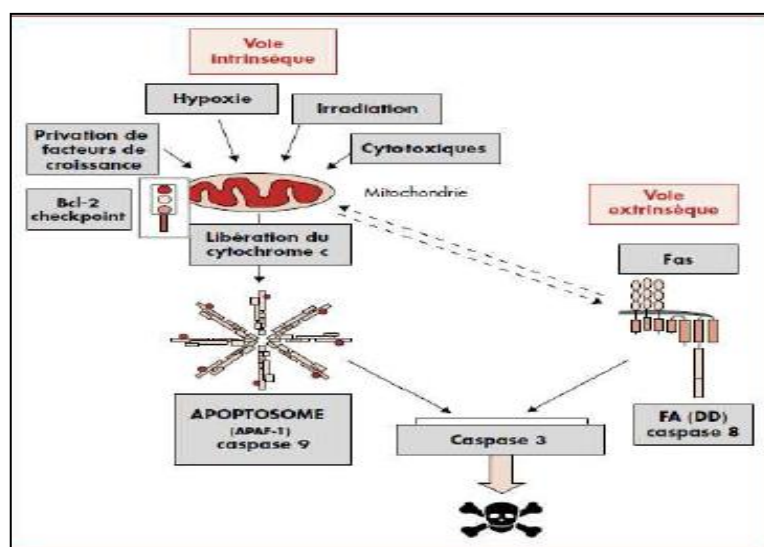 Voie
intrinsèque
Hypoxie
Irradiation
Privation de
facteurs de
croissance
Cytotoxiques
Bcl-2
checkpoint
Mitochondrie
Voie
extrinsèque
Libération du
cytochrome c
Fas
APOPTOSOME
(APAF-1)
caspase 9
Caspase 3
FA (DD)
caspase 8